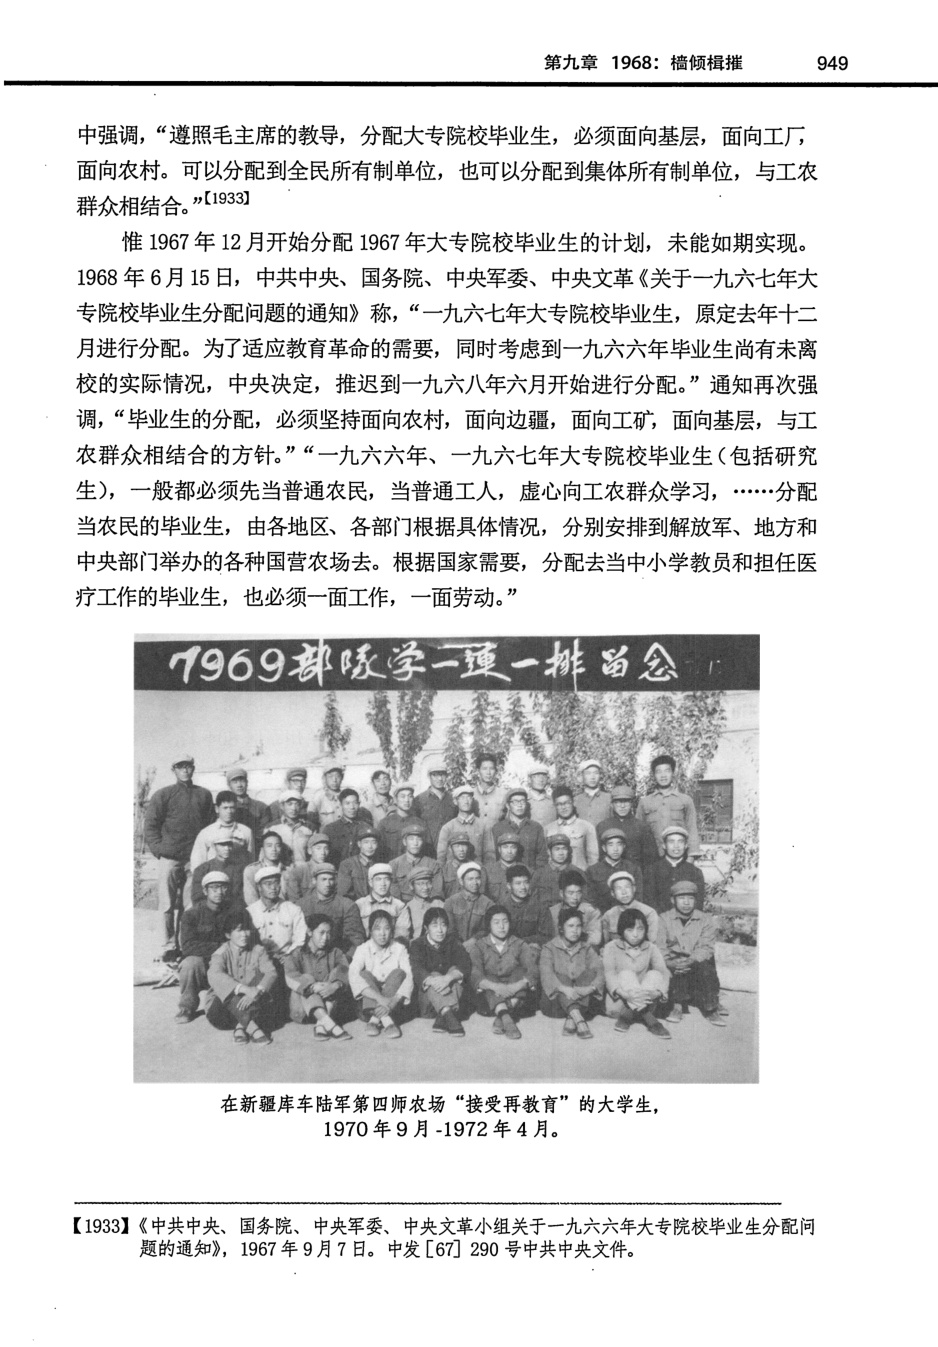 第九章 1968：樯倾楫摧 949
中强调，“遵照毛主席的教导，分配大专院校毕业生，必须面向基层，面向工厂，
面向农村。可以分配到全民所有制单位，也可以分配到集体所有制单位，与工农
群众相结合。”【1933】
惟 1967 年 12 月开始分配 1967 年大专院校毕业生的计划，未能如期实现。
1968 年 6 月 15 日，中共中央、国务院、中央军委、中央文革《关于一九六七年大
专院校毕业生分配问题的通知》称，“一九六七年大专院校毕业生，原定去年十二
月进行分配。为了适应教育革命的需要，同时考虑到一九六六年毕业生尚有未离
校的实际情况，中央决定，推迟到一九六八年六月开始进行分配。”通知再次强
调，“毕业生的分配，必须坚持面向农村，面向边疆，面向工矿，面向基层，与工
农群众相结合的方针。”“一九六六年、一九六七年大专院校毕业生（包括研究
生），一般都必须先当普通农民，当普通工人，虚心向工农群众学习，……分配
当农民的毕业生，由各地区、各部门根据具体情况，分别安排到解放军、地方和
中央部门举办的各种国营农场去。根据国家需要，分配去当中小学教员和担任医
疗工作的毕业生，也必须一面工作，一面劳动。”
7969部隊学一連一排留念
在新疆库车陆军第四师农场“接受再教育”的大学生，
1970 年 9 月 -1972 年 4 月。
【1933】《中共中央、国务院、中央军委、中央文革小组关于一九六六年大专院校毕业生分配问
题的通知》，1967 年 9 月 7 日。中发［67］290 号中共中央文件。